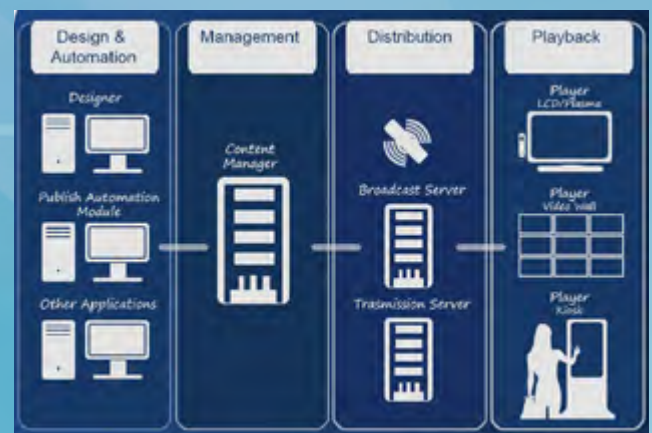 Design &
Automation
Designer
Publish Automation
Module
Other Applications
Management
Content
Manager
Distribution
Broadcast Server
Trasmission Server
Playback
Player
LCD/Plasma
Player
Video Wall
Player
Kiosk